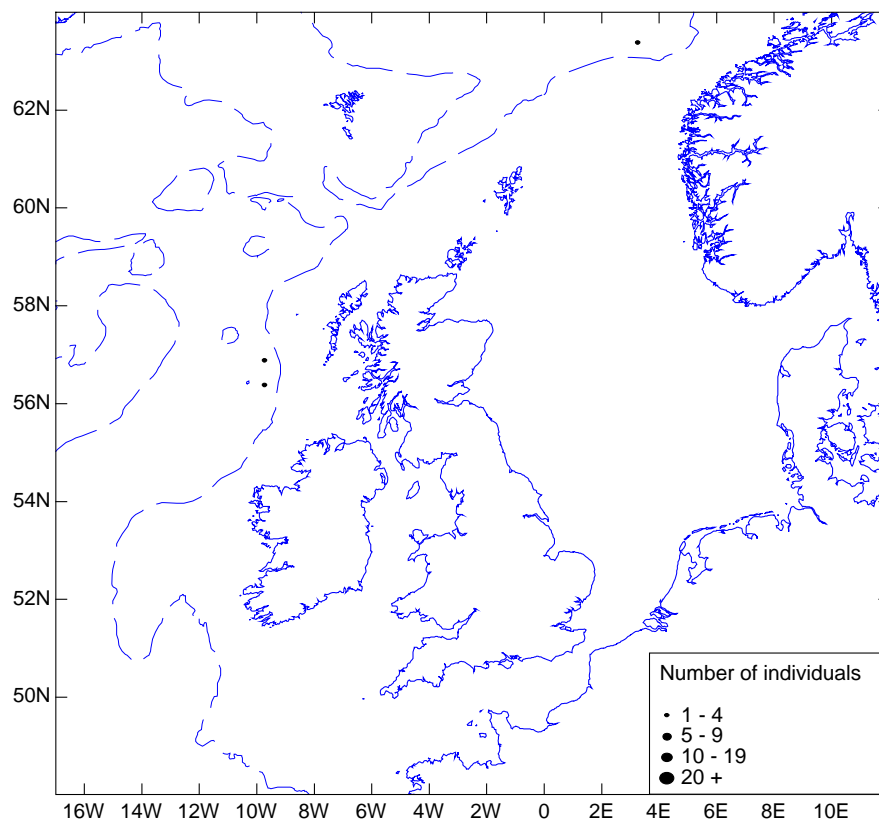 62N
60N
58N
56N
54N
52N
50N
Number of individuals
1 - 4
5 - 9
10 - 19
20 +
16W 14W 12W 10W 8W 6W 4W 2W 0 2E 4E 6E 8E 10E